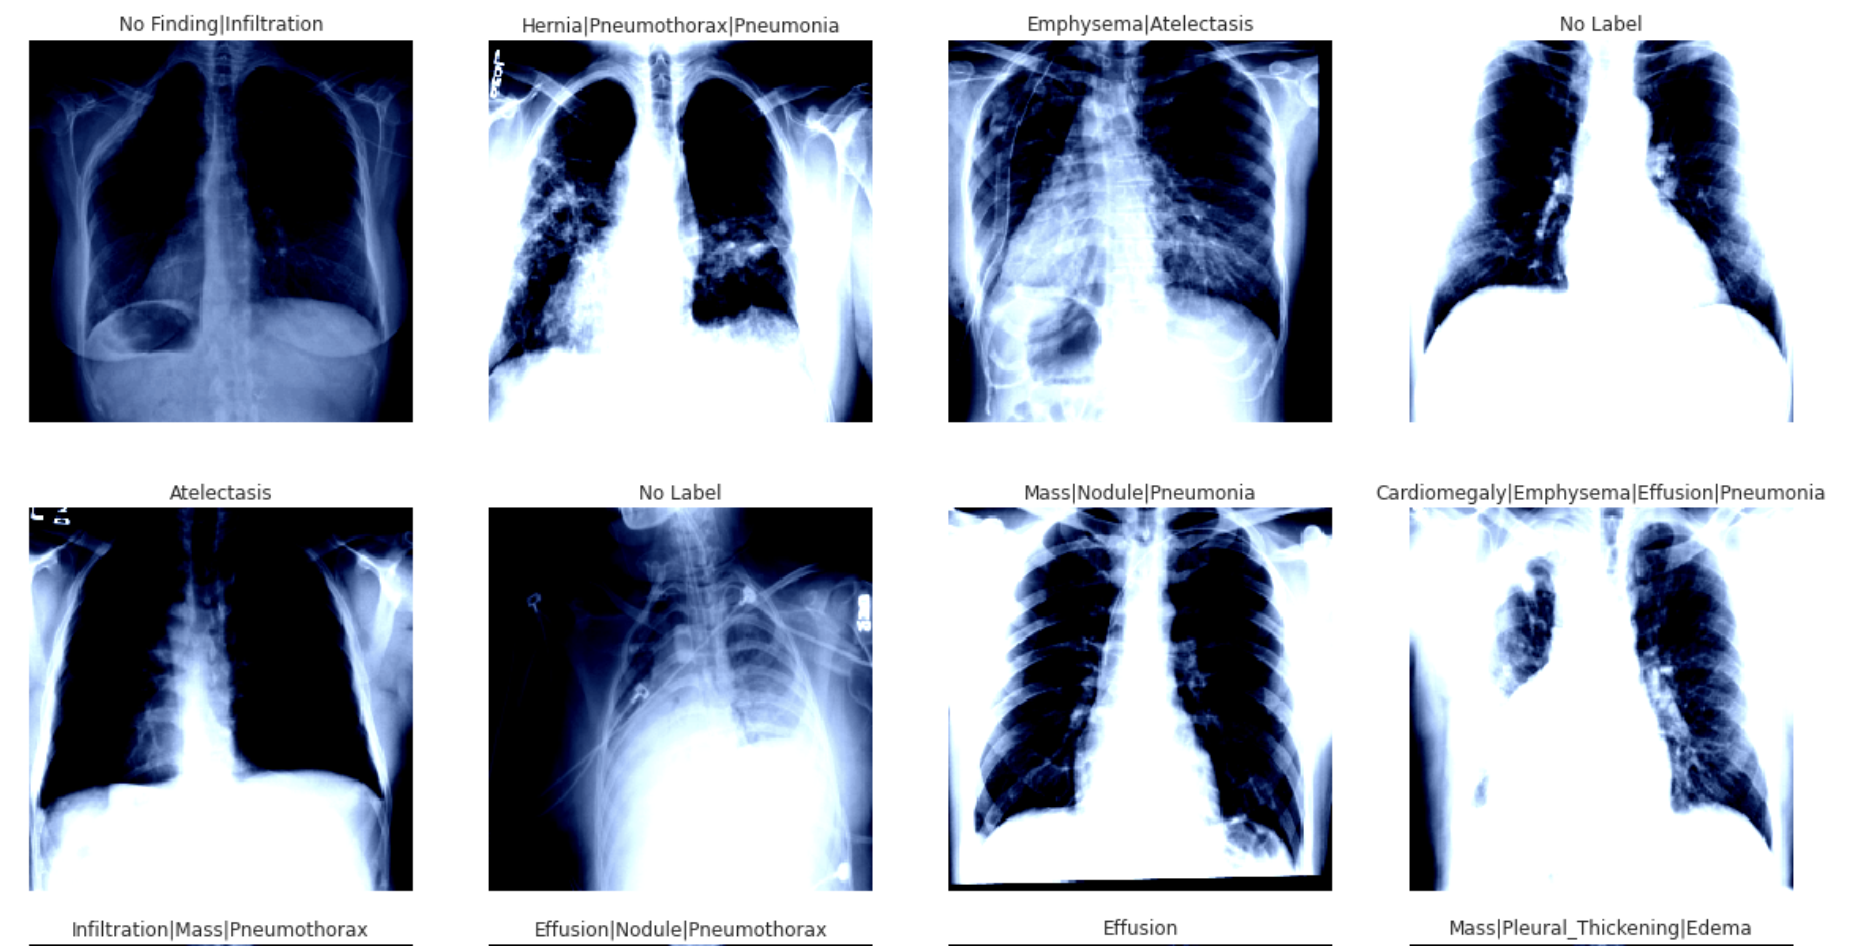 No Finding|Infiltration
Hernia|Pneumothorax|Pneumonia
Emphysema|Atelectasis
No Label
Atelectasis
No Label
Mass|Nodule|Pneumonia
Cardiomegaly|Emphysema|Effusion|Pneumonia
Infiltration|Mass|Pneumothorax
Effusion|Nodule|Pneumothorax
Effusion
Mass|Pleural_Thickening|Edema